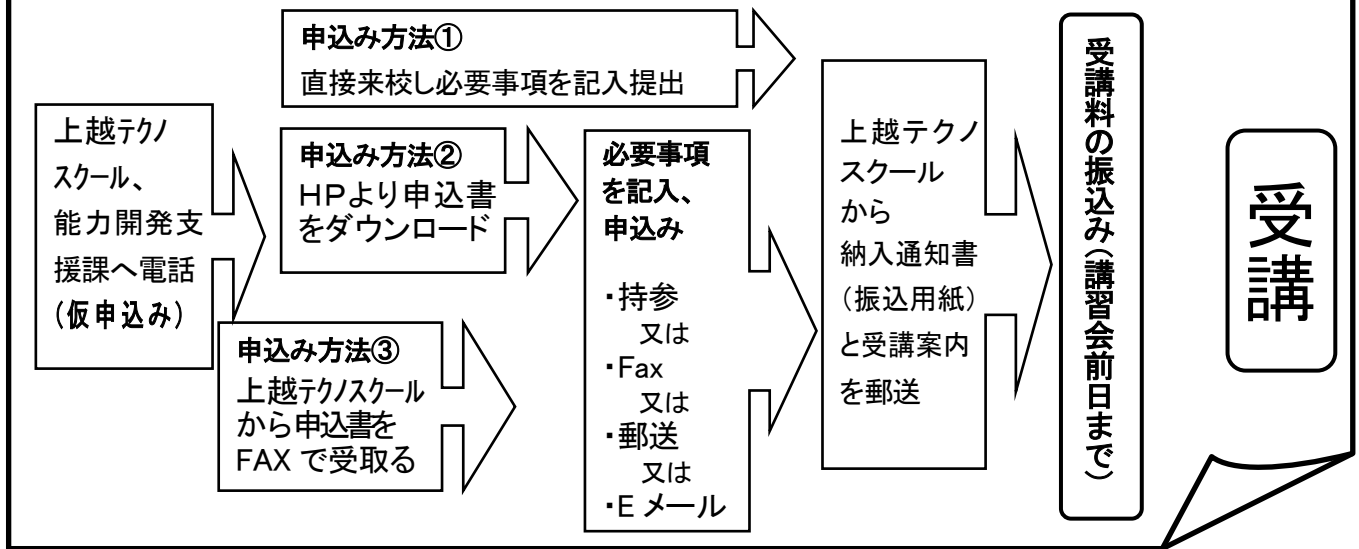 上越テクノ
スクール、
能力開発支
援課へ電話
(仮申込み)
申込み方法①
直接来校し必要事項を記入提出
申込み方法②
HPより申込書
をダウンロード
申込み方法③
上越テクノスクール
から申込書を
FAX で受取る
必要事項
を記入、
申込み
・持参
又は
・Fax
又は
・郵送
又は
・E メール
上越テクノ
スクール
から
納入通知書
(振込用紙)
と受講案内
を郵送
受講料の振込み(講習会前日まで)
受講